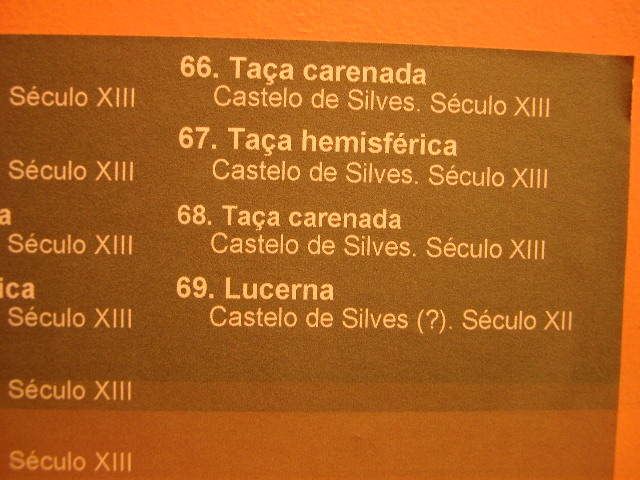 Século XIII
Século XIII
a
Século XIII
ica
Século XIII
Século XIII
Século XIII
66. Taça carenada
Castelo de Silves. Século XIII
67. Taça hemisférica
Castelo de Silves. Século XIII
68. Taça carenada
Castelo de Silves. Século XIII
69. Lucerna
Castelo de Silves (?). Século XII